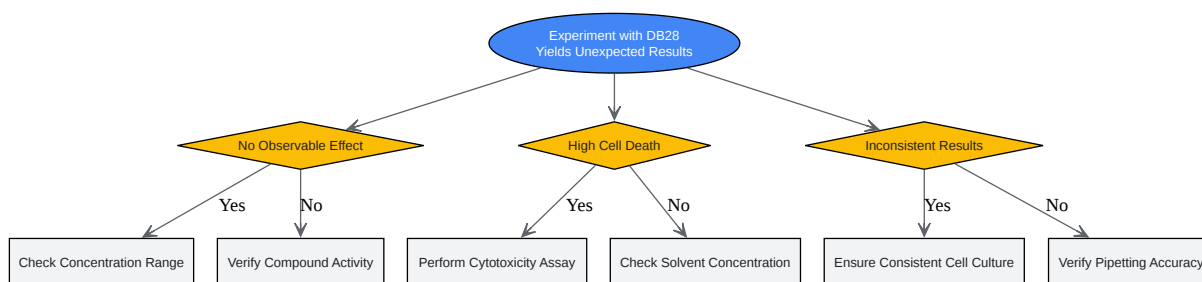 Experiment with DB28
Yields Unexpected Results
No Observable Effect
High Cell Death
Inconsistent Results
Yes
No
Yes
No
Yes
No
Check Concentration Range
Verify Compound Activity
Perform Cytotoxicity Assay
Check Solvent Concentration
Ensure Consistent Cell Culture
Verify Pipetting Accuracy